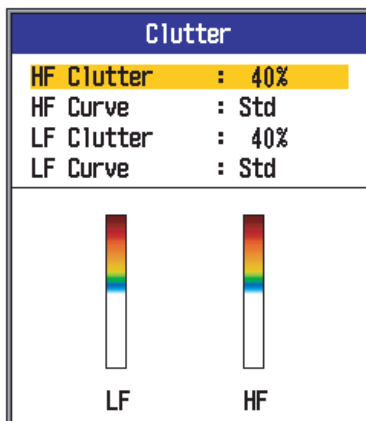 Clutter
HF Clutter : 40%
HF Curve : Std
LF Clutter : 40%
LF Curve : Std
LF HF